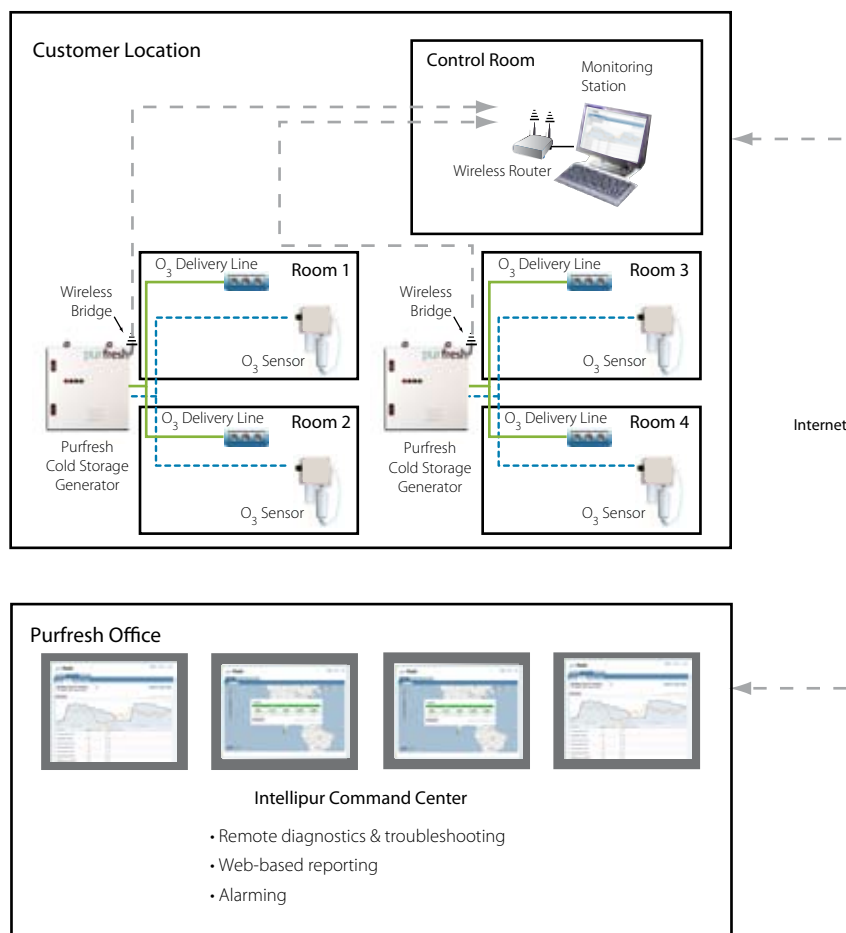 Customer Location
Control Room
Monitoring
Station
Wireless Router
O3 Delivery Line
Room 1
Wireless
Bridge
purfresh
O3 Sensor
O3 Delivery Line
Room 2
Purfresh
Cold Storage
Generator
O3 Sensor
O3 Delivery Line
Room 3
Wireless
Bridge
purfresh
O3 Sensor
O3 Delivery Line
Room 4
Purfresh
Cold Storage
Generator
O3 Sensor
Internet
Purfresh Office
Intellipur Command Center
• Remote diagnostics & troubleshooting
• Web-based reporting
• Alarming